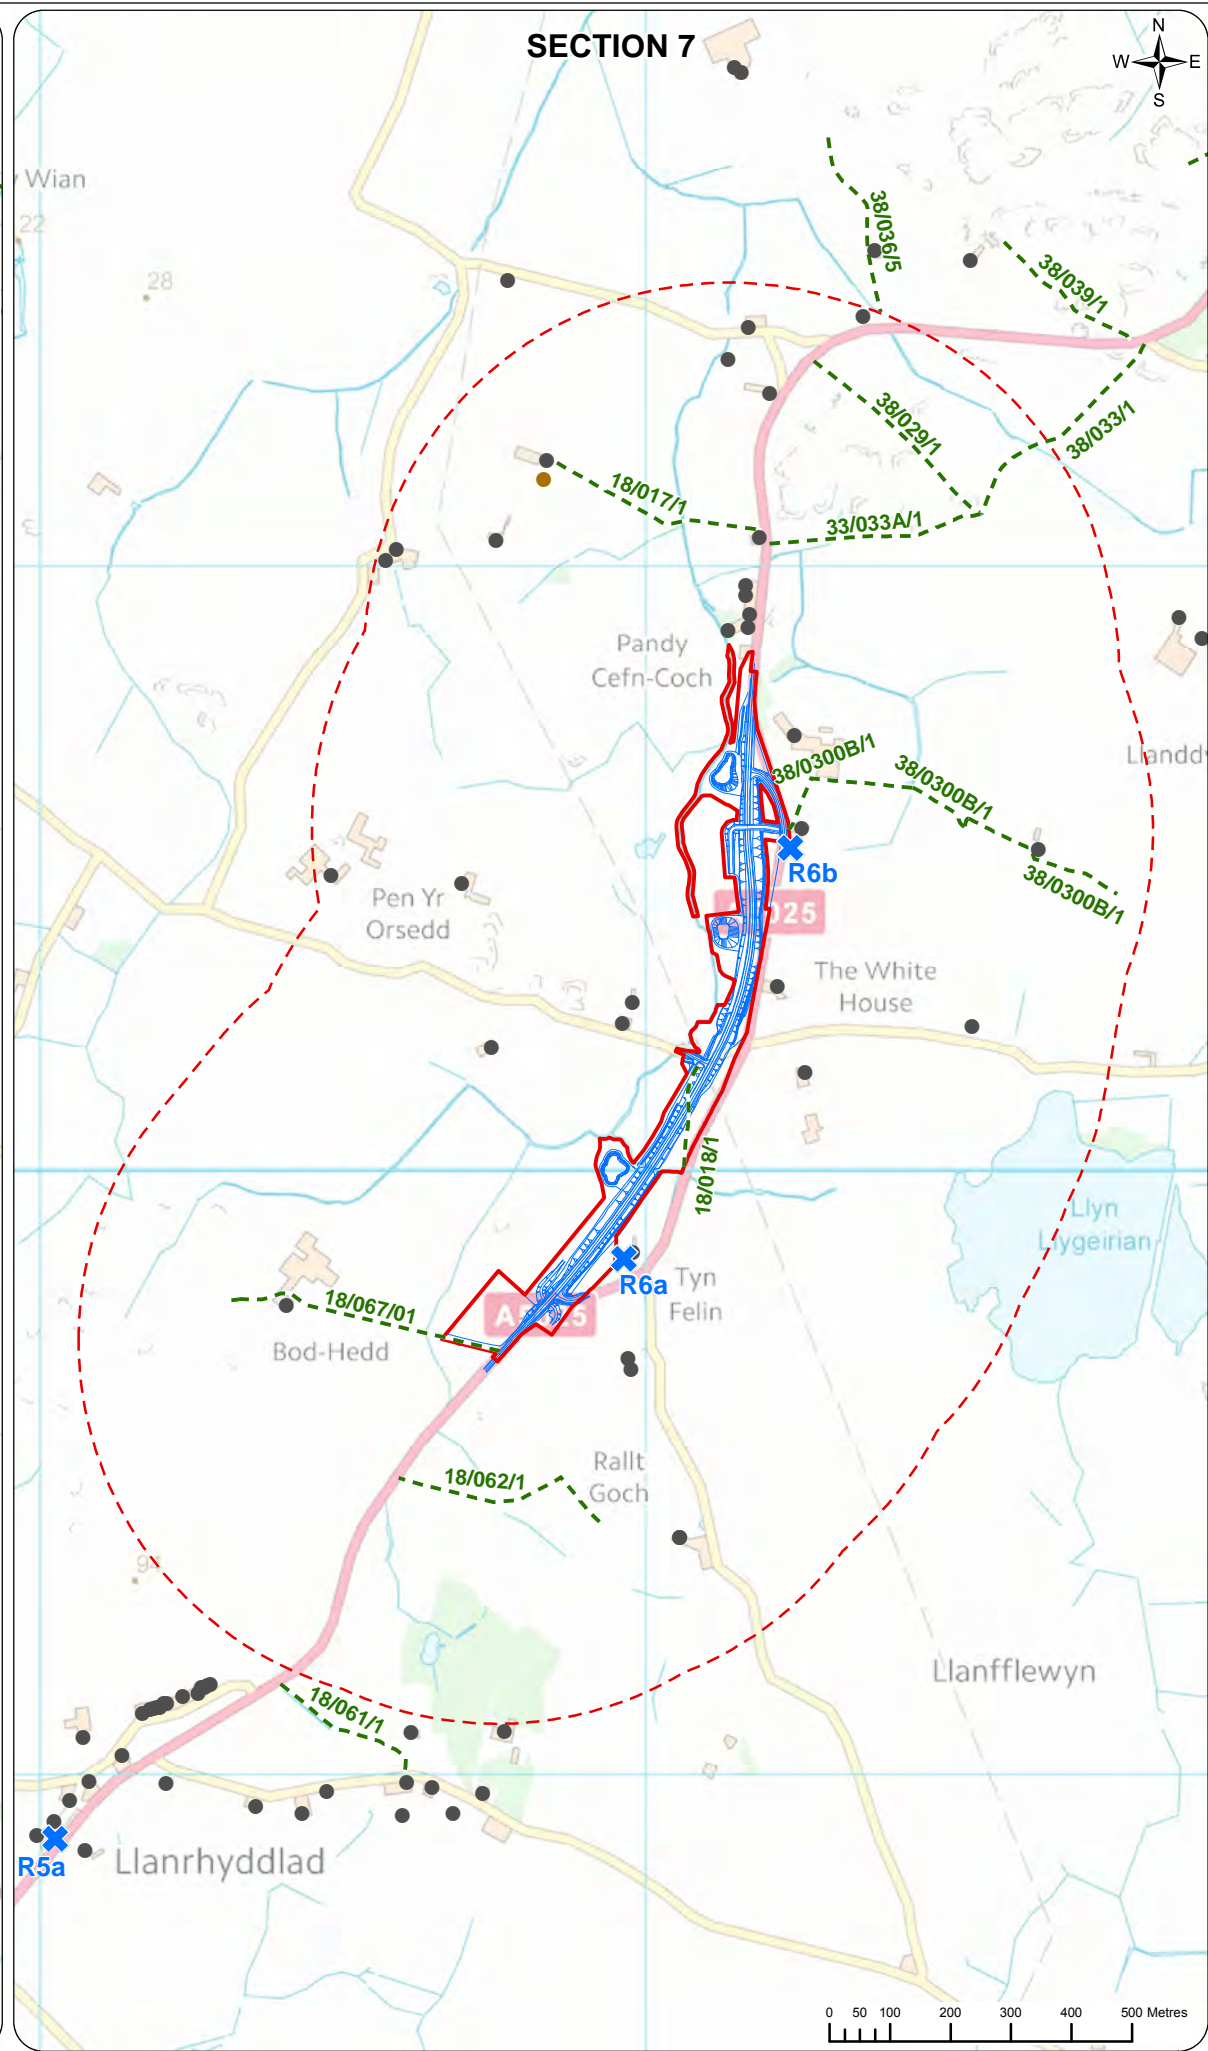 SECTION 7
N
W E
S
Wian
22
28
38/036/5
38/039/1
38/029/1
38/033/1
18/017/1
33/033A/1
Pandy
Cefn-Coch
38/0300B/1
38/0300B/1
38/0300B/1
R6b
Pen Yr
Orsedd
025
The White
House
18/018/1
Llyn
Llygeirian
R6a
Tyn
Felin
18/067/01
Bod-Hedd
18/062/1
Rallt
Goch
94
Llanfflewyn
18/061/1
R5a
Llanrhyddlad
0 50 100 200 300 400 500 Metres